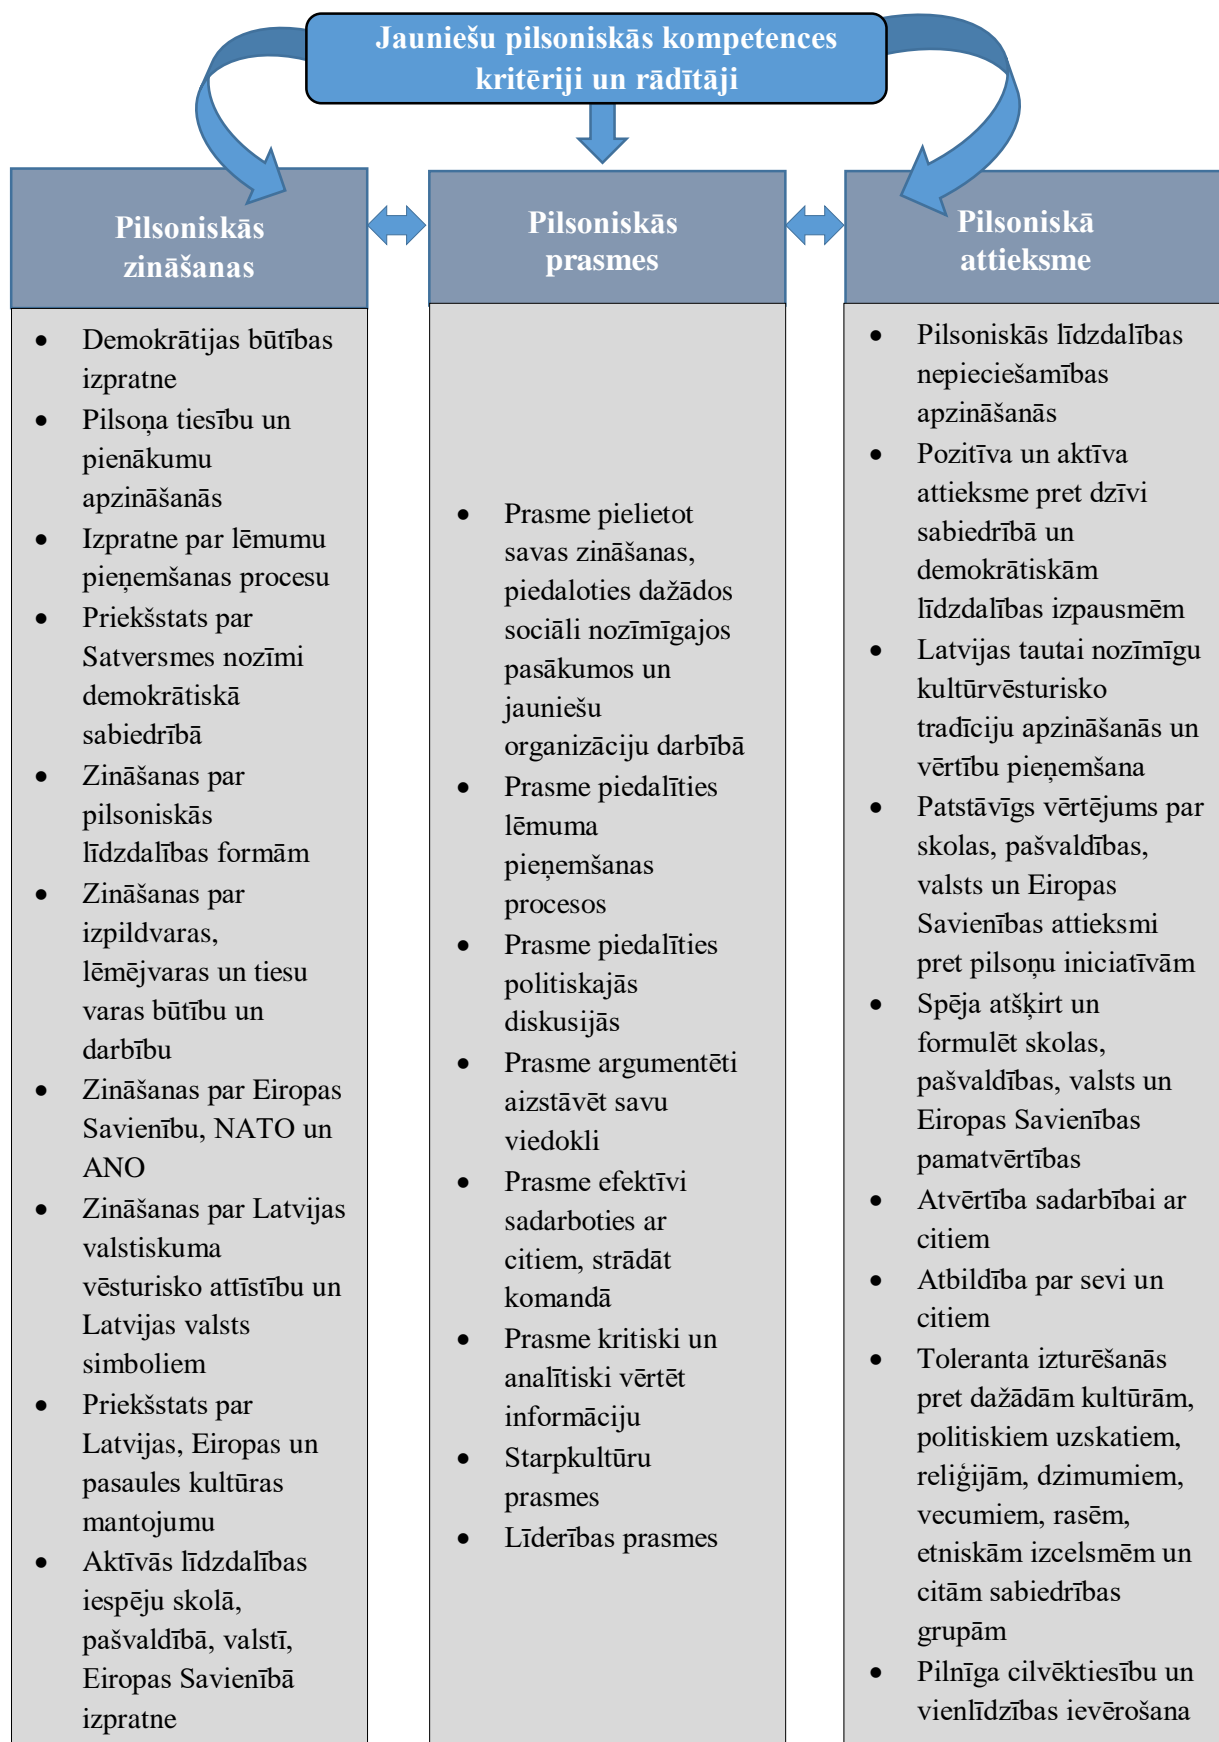 Jauniešu pilsoniskās kompetences
kritēriji un rādītāji
Pilsoniskās
zināšanas
• Demokrātijas būtības
izpratne
• Pilsoņa tiesību un
pienākumu
apzināšanās
• Izpratne par lēmumu
pieņemšanas procesu
• Priekšstats par
Satversmes nozīmi
demokrātiskā
sabiedrībā
• Zināšanas par
pilsoniskās
līdzdalības formām
• Zināšanas par
izpildvaras,
lēmējvaras un tiesu
varas būtību un
darbību
• Zināšanas par Eiropas
Savienību, NATO un
ANO
• Zināšanas par Latvijas
valstiskuma
vēsturisko attīstību un
Latvijas valsts
simboliem
• Priekšstats par
Latvijas, Eiropas un
pasaules kultūras
mantojumu
• Aktīvās līdzdalības
iespēju skolā,
pašvaldībā, valstī,
Eiropas Savienībā
izpratne
Pilsoniskās
prasmes
• Prasme pielietot
savas zināšanas,
piedaloties dažādos
sociāli nozīmīgajos
pasākumos un
jauniešu
organizāciju darbībā
• Prasme piedalīties
lēmuma
pieņemšanas
procesos
• Prasme piedalīties
politiskajās
diskusijās
• Prasme argumentēti
aizstāvēt savu
viedokli
• Prasme efektīvi
sadarboties ar
citiem, strādāt
komandā
• Prasme kritiski un
analītiski vērtēt
informāciju
• Starpkultūru
prasmes
• Līderības prasmes
Pilsoniskā
attieksme
• Pilsoniskās līdzdalības
nepieciešamības
apzināšanās
• Pozitīva un aktīva
attieksme pret dzīvi
sabiedrībā un
demokrātiskām
līdzdalības izpausmēm
• Latvijas tautai nozīmīgu
kultūrvēsturisko
tradīciju apzināšanās un
vērtību pieņemšana
• Patstāvīgs vērtējums par
skolas, pašvaldības,
valsts un Eiropas
Savienības attieksmi
pret pilsoņu iniciatīvām
• Spēja atšķirt un
formulēt skolas,
pašvaldības, valsts un
Eiropas Savienības
pamatvērtības
• Atvērtība sadarbībai ar
citiem
• Atbildība par sevi un
citiem
• Toleranta izturēšanās
pret dažādām kultūrām,
politiskiem uzskatiem,
reliģijām, dzimumiem,
vecumiem, rasēm,
etniskām izcelsmēm un
citām sabiedrības
grupām
• Pilnīga cilvēktiesību un
vienlīdzības ievērošana